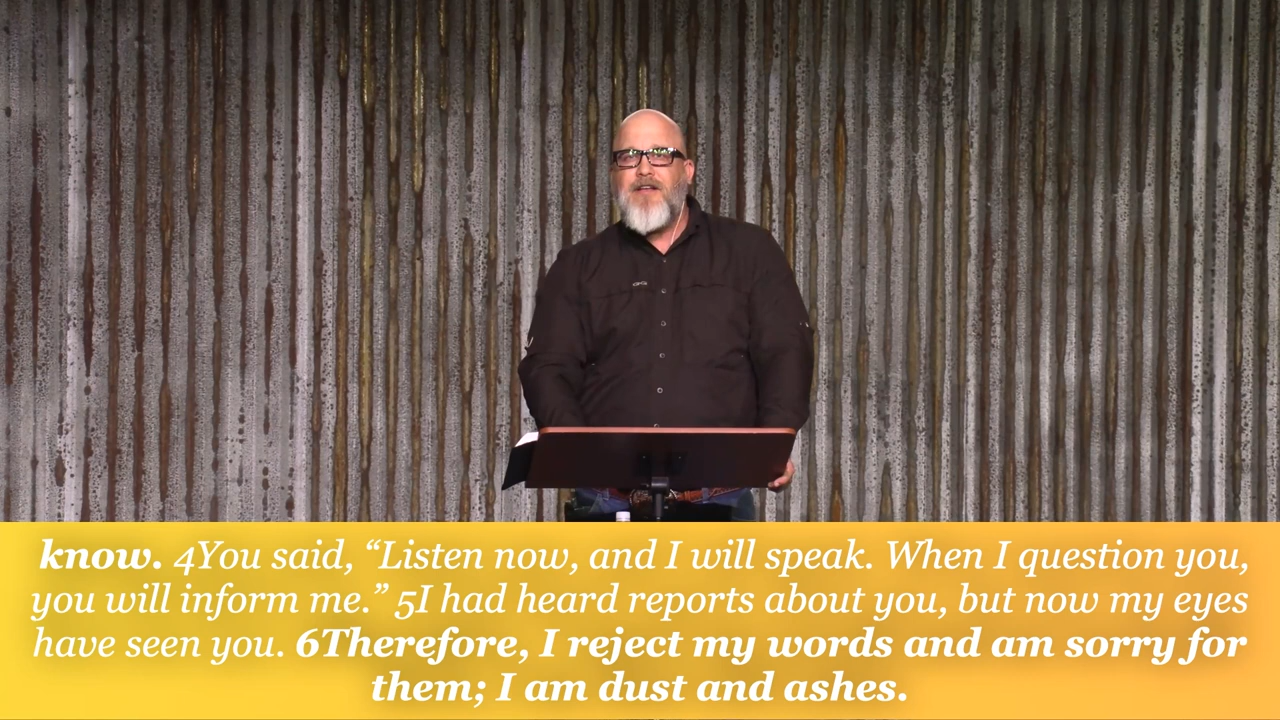 know. 4You said, “Listen now, and I will speak. When I question you,
you will inform me.” 5I had heard reports about you, but now my eyes
have seen you. 6Therefore, I reject my words and am sorry for
them; I am dust and ashes.